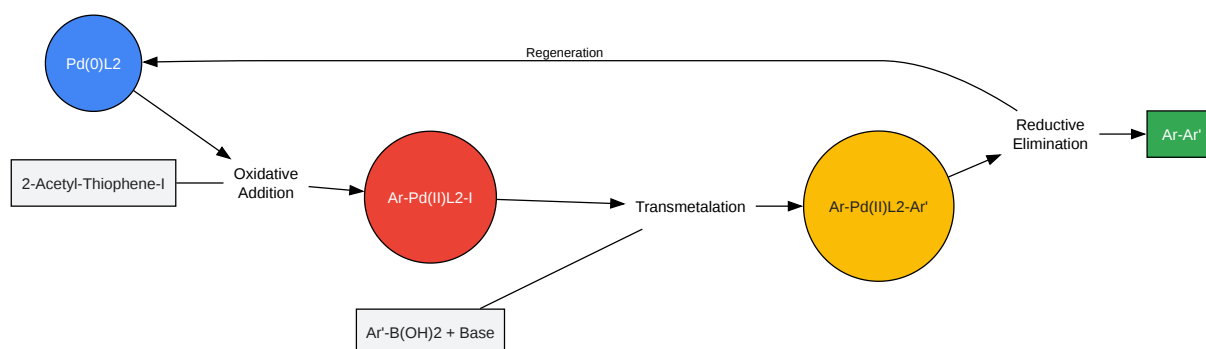 Regeneration
Pd(0)L2
Reductive
Elimination
Ar-Ar'
2-Acetyl-Thiophene-I
Oxidative
Addition
Ar-Pd(II)L2-I
Transmetalation
Ar-Pd(II)L2-Ar'
Ar'-B(OH)2 + Base